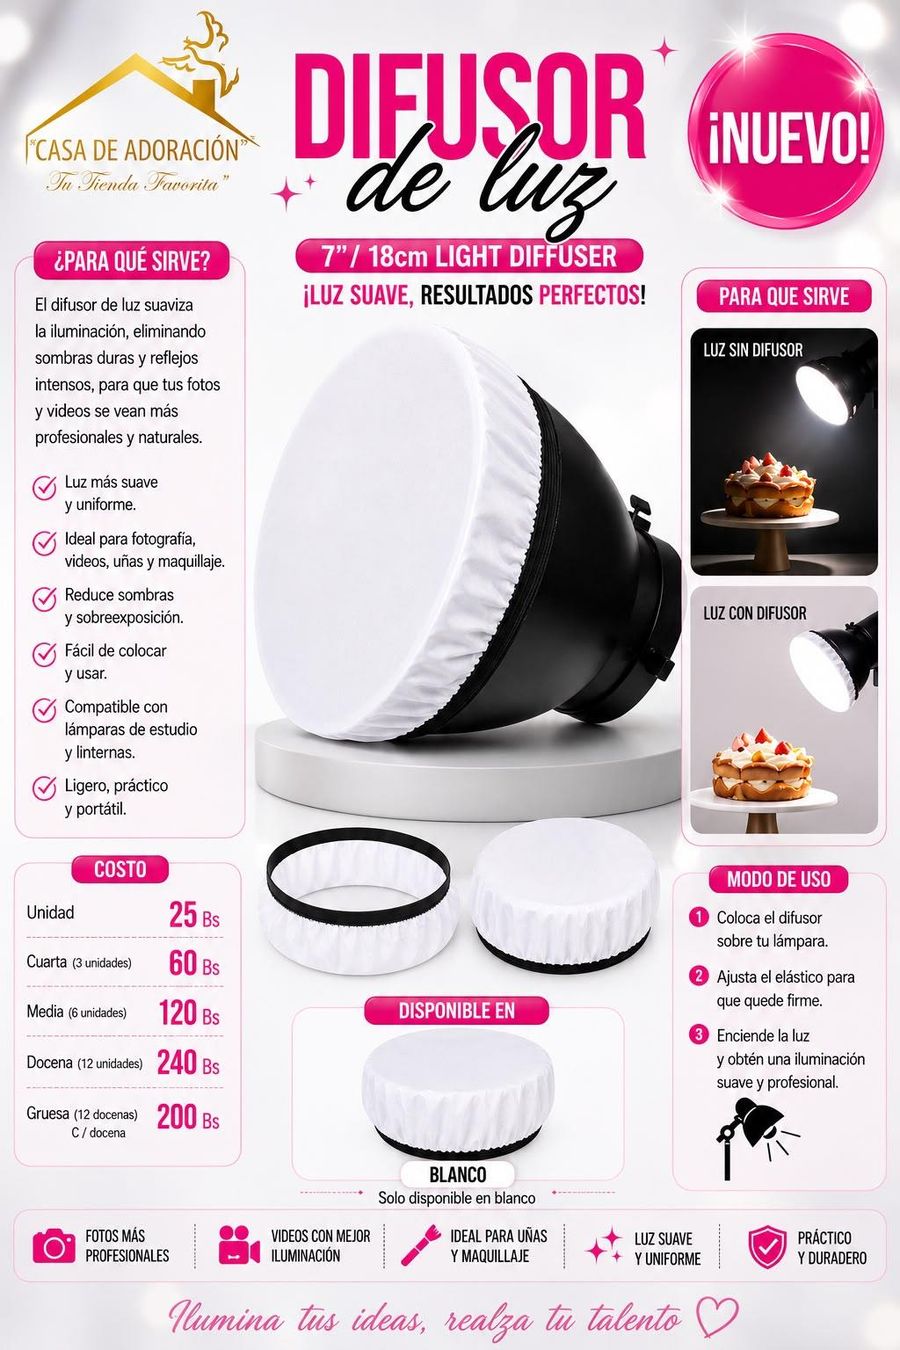 "CASA DE ADORACIÓN"
Tu Tienda Favorita"
DIFUSOR
de luz
¡NUEVO!
7"/ 18cm LIGHT DIFFUSER
¡LUZ SUAVE, RESULTADOS PERFECTOS!
¿PARA QUÉ SIRVE?
El difusor de luz suaviza
la iluminación, eliminando
sombras duras y reflejos
intensos, para que tus fotos
y videos se vean más
profesionales y naturales.
Luz más suave
y uniforme.
Ideal para fotografía,
videos, uñas y maquillaje.
Reduce sombras
y sobreexposición.
Fácil de colocar
y usar.
Compatible con
lámparas de estudio
y linternas.
Ligero, práctico
y portátil.
PARA QUE SIRVE
LUZ SIN DIFUSOR
LUZ CON DIFUSOR
COSTO
Unidad 25 Bs
Cuarta (3 unidades) 60 Bs
Media (6 unidades) 120 Bs
Docena (12 unidades) 240 Bs
Gruesa (12 docenas) 200 Bs
C / docena
DISPONIBLE EN
BLANCO
Solo disponible en blanco
MODO DE USO
1 Coloca el difusor
sobre tu lámpara.
2 Ajusta el elástico para
que quede firme.
3 Enciende la luz
y obtén una iluminación
suave y profesional.
FOTOS MÁS
PROFESIONALES
VIDEOS CON MEJOR
ILUMINACIÓN
IDEAL PARA UÑAS
Y MAQUILLAJE
LUZ SUAVE
Y UNIFORME
PRÁCTICO
Y DURADERO
Ilumina tus ideas, realza tu talento